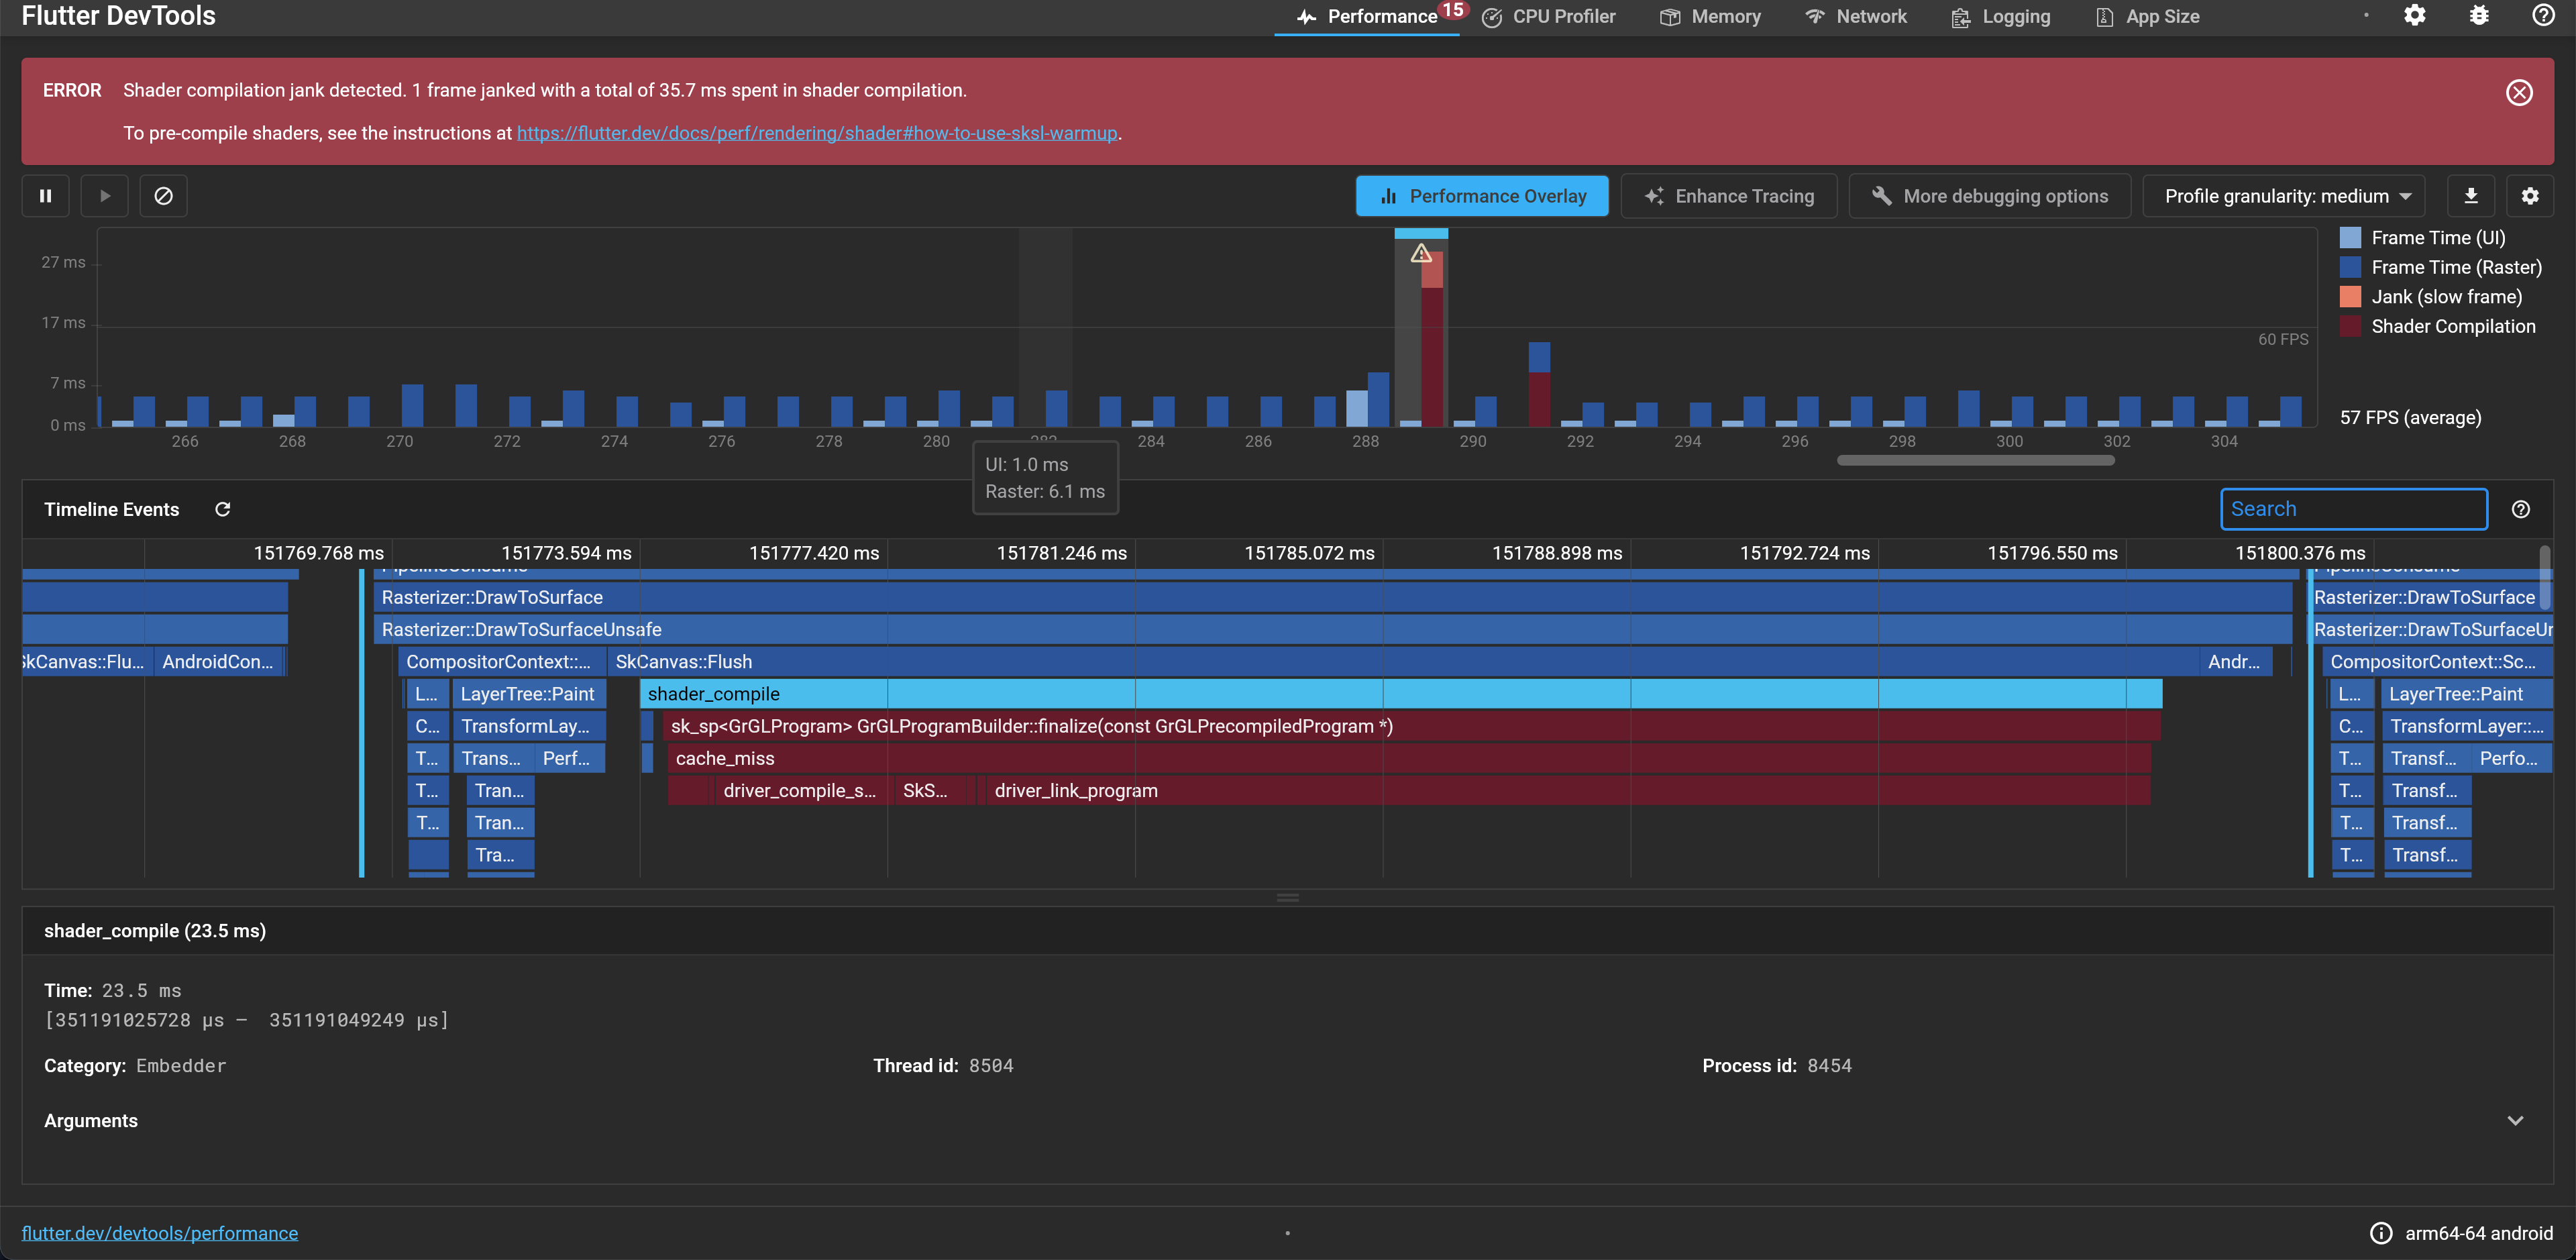 Flutter DevTools
Performance 15 CPU Profiler Memory Network Logging App Size
ERROR Shader compilation jank detected. 1 frame janked with a total of 35.7 ms spent in shader compilation.
To pre-compile shaders, see the instructions at https://flutter.dev/docs/perf/rendering/shader#how-to-use-sksl-warmup.
Performance Overlay Enhance Tracing More debugging options Profile granularity: medium
27 ms
17 ms
7 ms
0 ms
60 FPS
Frame Time (UI)
Frame Time (Raster)
Jank (slow frame)
Shader Compilation
57 FPS (average)
266 268 270 272 274 276 278 280 282 284 286 288 290 292 294 296 298 300 302 304
UI: 1.0 ms
Raster: 6.1 ms
Timeline Events Search
151769.768 ms 151773.594 ms 151777.420 ms 151781.246 ms 151785.072 ms 151788.898 ms 151792.724 ms 151796.550 ms 151800.376 ms
PipelineConsume PipelineConsume
Rasterizer::DrawToSurface Rasterizer::DrawToSurface
Rasterizer::DrawToSurfaceUnsafe Rasterizer::DrawToSurfaceUr
SkCanvas::Flu... AndroidCon... CompositorContext::... SkCanvas::Flush Andr... CompositorContext::Sc...
L... LayerTree::Paint shader_compile L... LayerTree::Paint
C... TransformLay... sk_sp<GrGLProgram> GrGLProgramBuilder::finalize(const GrGLPrecompiledProgram *) C... TransformLayer::...
T... Trans... Perf... cache_miss T... Transf... Perfo...
T... Tran... driver_compile_s... SkS... driver_link_program T... Transf...
T... Tran... T... Transf...
Tra... T... Transf...
shader_compile (23.5 ms)
Time: 23.5 ms
[351191025728 µs — 351191049249 µs]
Category: Embedder Thread id: 8504 Process id: 8454
Arguments
flutter.dev/devtools/performance
arm64-64 android